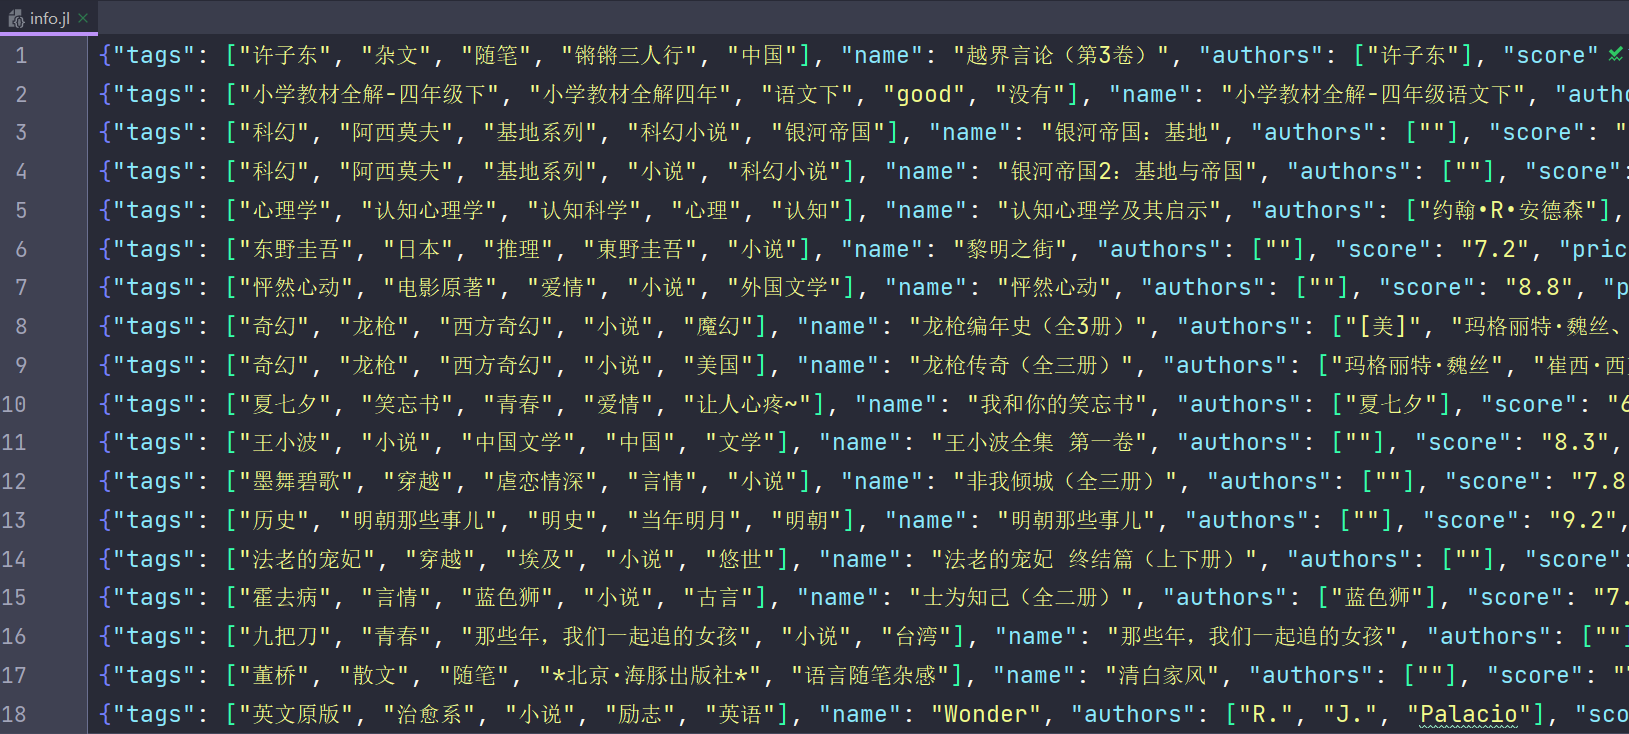 info.jl
1 {"tags": ["许子东", "杂文", "随笔", "锵锵三人行", "中国"], "name": "越界言论（第3卷）", "authors": ["许子东"], "score"
2 {"tags": ["小学教材全解-四年级下", "小学教材全解四年", "语文下", "good", "没有"], "name": "小学教材全解-四年级语文下", "autho
3 {"tags": ["科幻", "阿西莫夫", "基地系列", "科幻小说", "银河帝国"], "name": "银河帝国：基地", "authors": [""], "score": "
4 {"tags": ["科幻", "阿西莫夫", "基地系列", "小说", "科幻小说"], "name": "银河帝国2：基地与帝国", "authors": [""], "score":
5 {"tags": ["心理学", "认知心理学", "认知科学", "心理", "认知"], "name": "认知心理学及其启示", "authors": ["约翰•R•安德森"],
6 {"tags": ["东野圭吾", "日本", "推理", "東野圭吾", "小说"], "name": "黎明之街", "authors": [""], "score": "7.2", "pric
7 {"tags": ["怦然心动", "电影原著", "爱情", "小说", "外国文学"], "name": "怦然心动", "authors": [""], "score": "8.8", "p
8 {"tags": ["奇幻", "龙枪", "西方奇幻", "小说", "魔幻"], "name": "龙枪编年史（全3册）", "authors": ["[美]", "玛格丽特·魏丝、
9 {"tags": ["奇幻", "龙枪", "西方奇幻", "小说", "美国"], "name": "龙枪传奇（全三册）", "authors": ["玛格丽特·魏丝", "崔西·西
10 {"tags": ["夏七夕", "笑忘书", "青春", "爱情", "让人心疼~"], "name": "我和你的笑忘书", "authors": ["夏七夕"], "score": "6
11 {"tags": ["王小波", "小说", "中国文学", "中国", "文学"], "name": "王小波全集 第一卷", "authors": [""], "score": "8.3",
12 {"tags": ["墨舞碧歌", "穿越", "虐恋情深", "言情", "小说"], "name": "非我倾城（全三册）", "authors": [""], "score": "7.8
13 {"tags": ["历史", "明朝那些事儿", "明史", "当年明月", "明朝"], "name": "明朝那些事儿", "authors": [""], "score": "9.2",
14 {"tags": ["法老的宠妃", "穿越", "埃及", "小说", "悠世"], "name": "法老的宠妃 终结篇（上下册）", "authors": [""], "score":
15 {"tags": ["霍去病", "言情", "蓝色狮", "小说", "古言"], "name": "士为知己（全二册）", "authors": ["蓝色狮"], "score": "7.
16 {"tags": ["九把刀", "青春", "那些年，我们一起追的女孩", "小说", "台湾"], "name": "那些年，我们一起追的女孩", "authors": [""]
17 {"tags": ["董桥", "散文", "随笔", "*北京·海豚出版社*", "语言随笔杂感"], "name": "清白家风", "authors": [""], "score": "
18 {"tags": ["英文原版", "治愈系", "小说", "励志", "英语"], "name": "Wonder", "authors": ["R.", "J.", "Palacio"], "sco